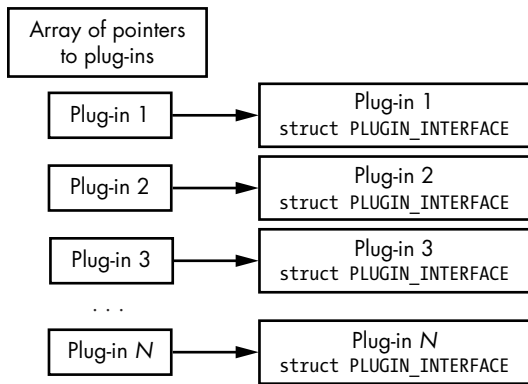 Array of pointers
to plug-ins
Plug-in 1
Plug-in 1
struct PLUGIN_INTERFACE
Plug-in 2
Plug-in 2
struct PLUGIN_INTERFACE
Plug-in 3
Plug-in 3
struct PLUGIN_INTERFACE
. . .
Plug-in N
Plug-in N
struct PLUGIN_INTERFACE